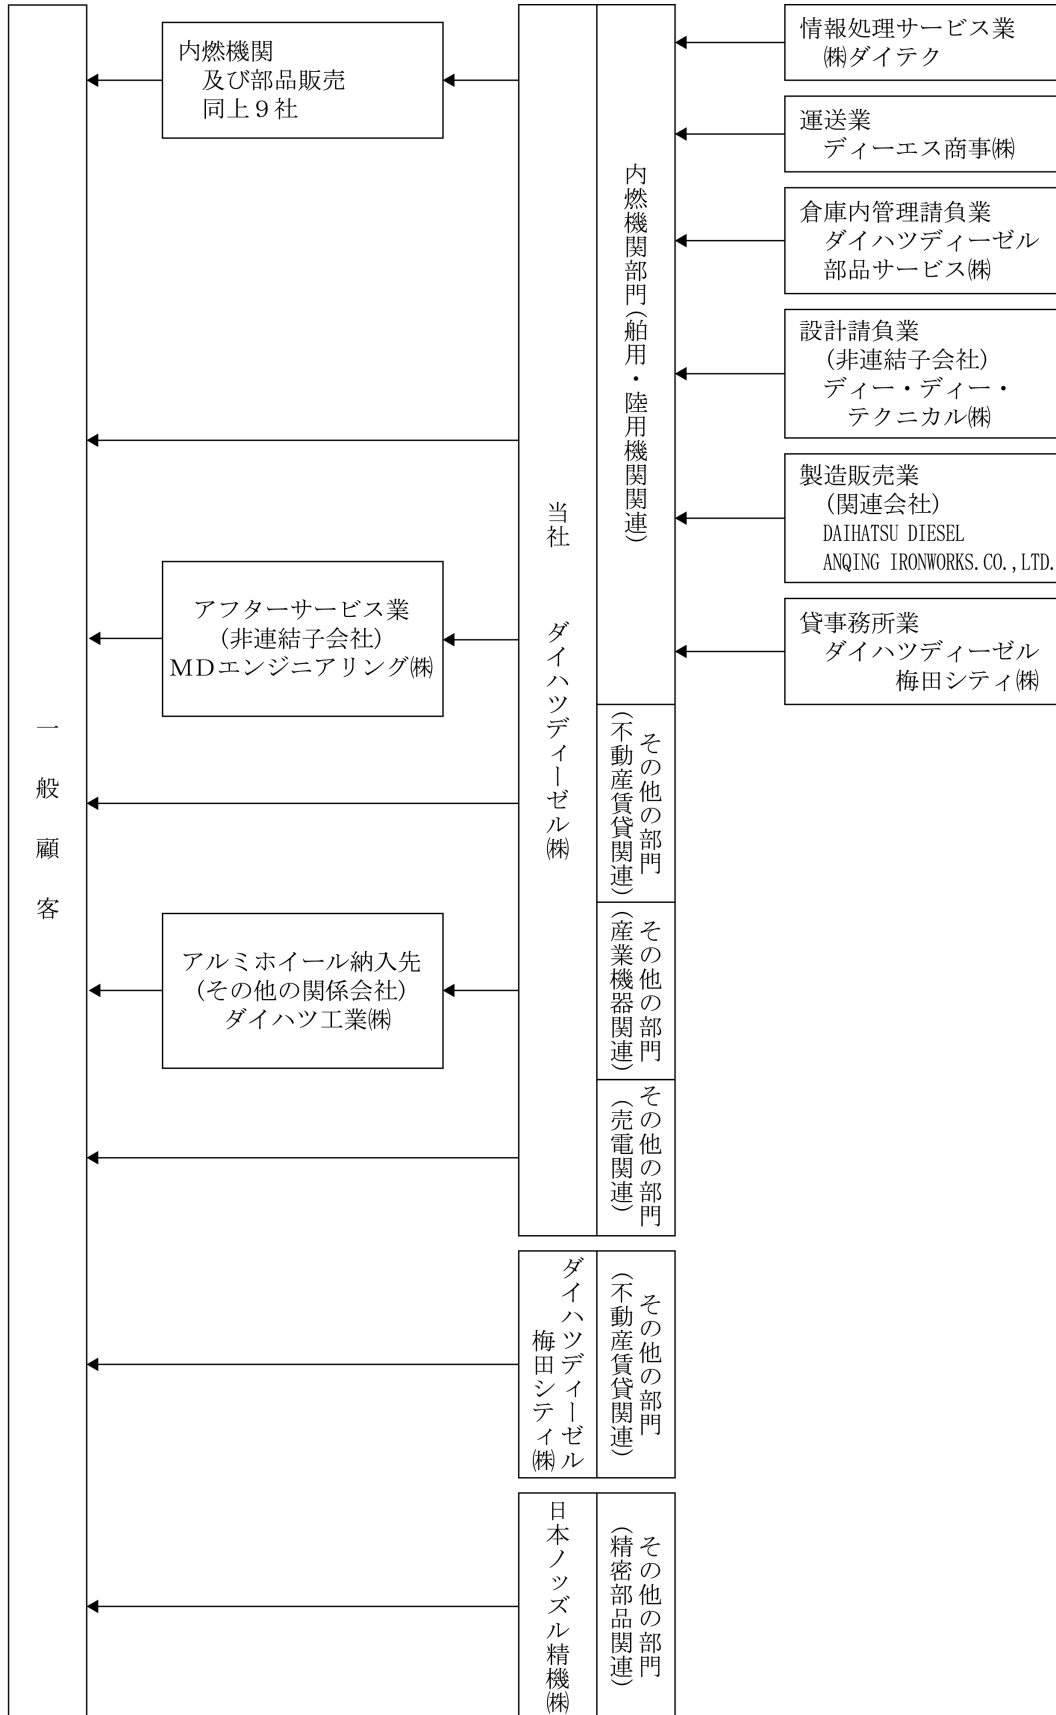 一般顧客
内燃機関
及び部品販売
同上９社
アフターサービス業
(非連結子会社)
MDエンジニアリング㈱
アルミホイール納入先
(その他の関係会社)
ダイハツ工業㈱
当社　ダイハツディーゼル㈱
内燃機関部門(舶用・陸用機関関連)
その他の部門
(不動産賃貸関連)
その他の部門
(産業機器関連)
その他の部門
(売電関連)
ダイハツディーゼル
梅田シティ㈱
その他の部門
(不動産賃貸関連)
日本ノッズル精機㈱
その他の部門
(精密部品関連)
情報処理サービス業
㈱ダイテク
運送業
ディーエス商事㈱
倉庫内管理請負業
ダイハツディーゼル
部品サービス㈱
設計請負業
(非連結子会社)
ディー・ディー・
テクニカル㈱
製造販売業
(関連会社)
DAIHATSU DIESEL
ANQING IRONWORKS.CO.,LTD.
貸事務所業
ダイハツディーゼル
梅田シティ㈱